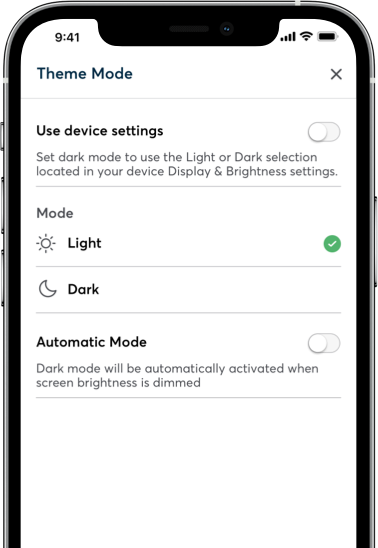 9:41
Theme Mode
Use device settings
Set dark mode to use the Light or Dark selection
located in your device Display & Brightness settings.
Mode
Light
Dark
Automatic Mode
Dark mode will be automatically activated when
screen brightness is dimmed